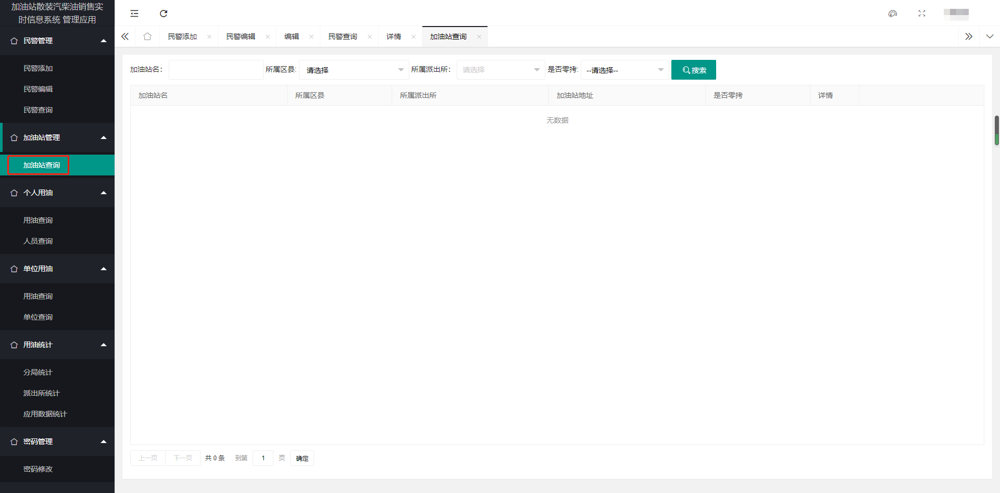 加油站散装汽柴油销售实
时信息系统 管理应用
民警管理
民警添加
民警编辑
民警查询
加油站管理
加油站查询
个人用油
用油查询
人员查询
单位用油
用油查询
单位查询
用油统计
分局统计
派出所统计
应用数据统计
密码管理
密码修改
民警添加 民警编辑 编辑 民警查询 详情 加油站查询
加油站名： 所属区县: 请选择 所属派出所： 请选择 是否零拷: --请选择-- 搜索
加油站名 所属区县 所属派出所 加油站地址 是否零拷 详情
无数据
上一页 下一页 共 0 条 到第 1 页 确定